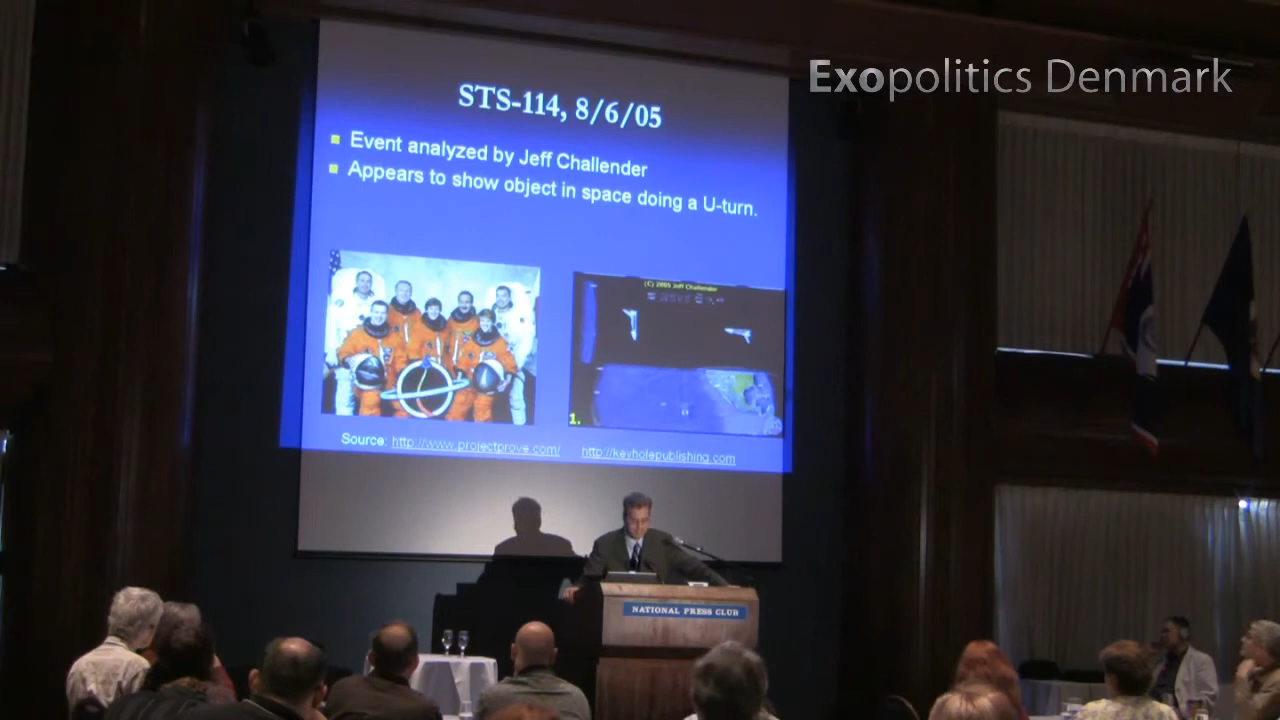 Exopolitics Denmark
STS-114, 8/6/05
Event analyzed by Jeff Challender
Appears to show object in space doing a U-turn.
(C) 2005 Jeff Challender
1.
Source: http://www.projectprove.com/ http://keyholepublishing.com
NATIONAL PRESS CLUB